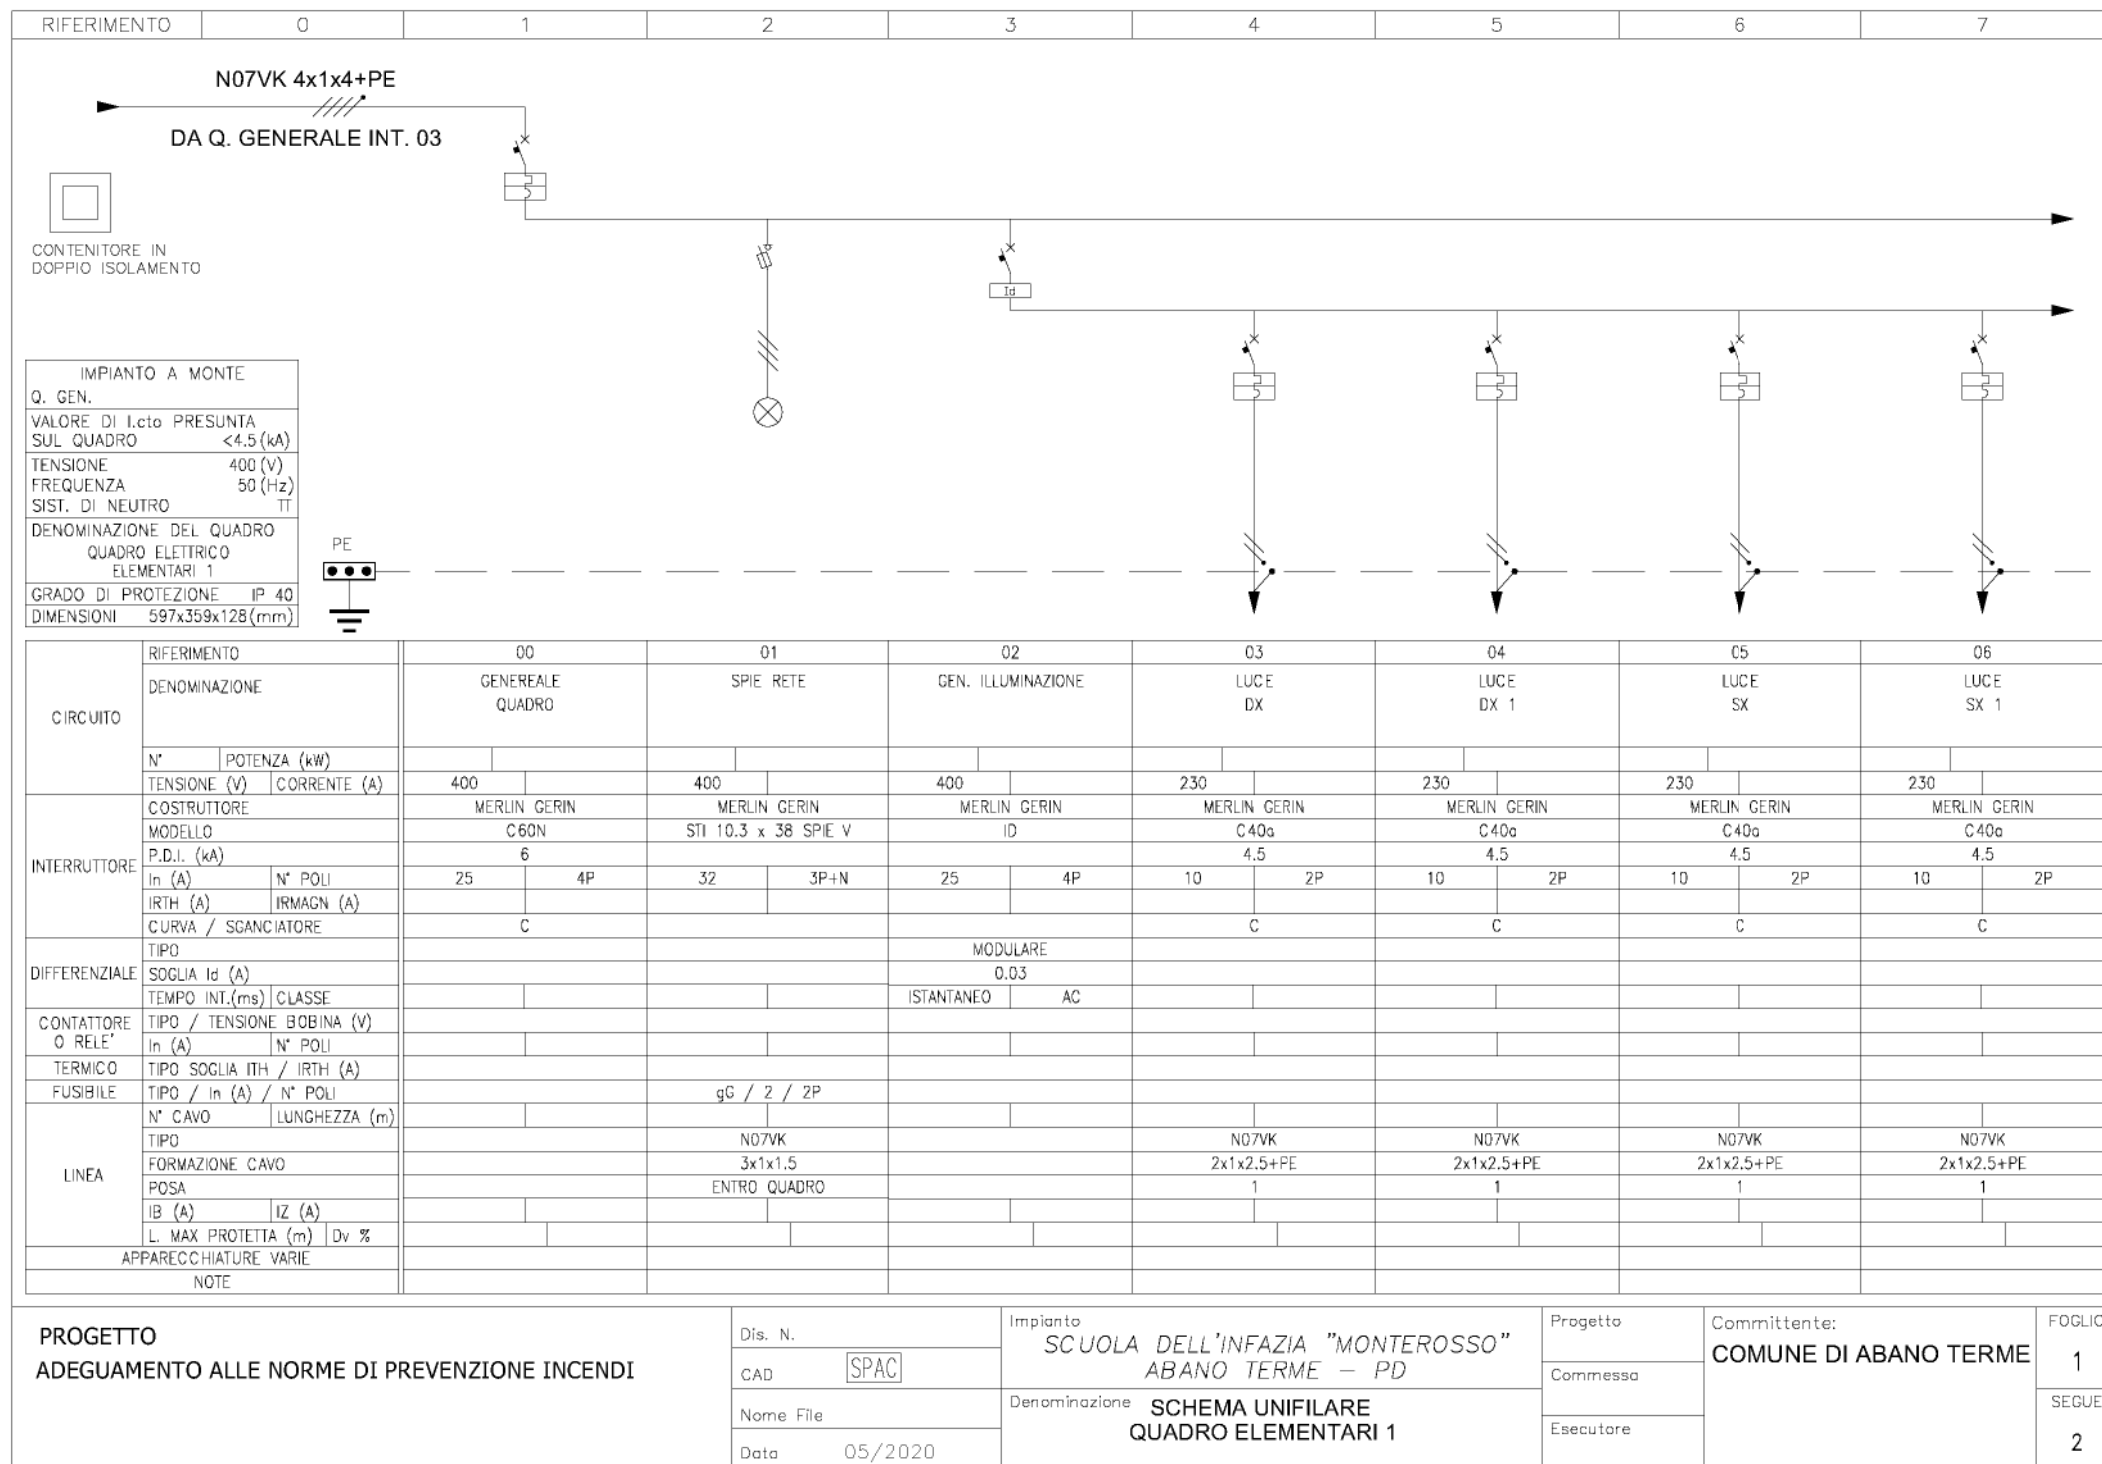 RIFERIMENTO 0 1 2 3 4 5 6 7
N07VK 4x1x4+PE
DA Q. GENERALE INT. 03
CONTENITORE IN
DOPPIO ISOLAMENTO
Id
IMPIANTO A MONTE
Q. GEN.
VALORE DI I.cto PRESUNTA
SUL QUADRO <4.5 (kA)
TENSIONE 400 (V)
FREQUENZA 50 (Hz)
SIST. DI NEUTRO TT
DENOMINAZIONE DEL QUADRO
QUADRO ELETTRICO
ELEMENTARI 1
GRADO DI PROTEZIONE IP 40
DIMENSIONI 597x359x128(mm)
PE
CIRCUITO
RIFERIMENTO 00 01 02 03 04 05 06
DENOMINAZIONE GENEREALE SPIE RETE GEN. ILLUMINAZIONE LUCE LUCE LUCE LUCE
QUADRO DX DX 1 SX SX 1
N° POTENZA (kW)
TENSIONE (V) CORRENTE (A) 400 400 400 230 230 230 230
INTERRUTTORE
COSTRUTTORE MERLIN GERIN MERLIN GERIN MERLIN GERIN MERLIN GERIN MERLIN GERIN MERLIN GERIN MERLIN GERIN
MODELLO C60N STI 10.3 x 38 SPIE V ID C40a C40a C40a C40a
P.D.I. (kA) 6 4.5 4.5 4.5 4.5
In (A) N° POLI 25 4P 32 3P+N 25 4P 10 2P 10 2P 10 2P 10 2P
IRTH (A) IRMAGN (A)
CURVA / SGANCIATORE C C C C C
DIFFERENZIALE
TIPO MODULARE
SOGLIA Id (A) 0.03
TEMPO INT.(ms) CLASSE ISTANTANEO AC
CONTATTORE
O RELE'
TIPO / TENSIONE BOBINA (V)
In (A) N° POLI
TERMICO TIPO SOGLIA ITH / IRTH (A)
FUSIBILE TIPO / In (A) / N° POLI gG / 2 / 2P
LINEA
N° CAVO LUNGHEZZA (m)
TIPO N07VK N07VK N07VK N07VK N07VK
FORMAZIONE CAVO 3x1x1.5 2x1x2.5+PE 2x1x2.5+PE 2x1x2.5+PE 2x1x2.5+PE
POSA ENTRO QUADRO 1 1 1 1
IB (A) IZ (A)
L. MAX PROTETTA (m) Dv %
APPARECCHIATURE VARIE
NOTE
PROGETTO
ADEGUAMENTO ALLE NORME DI PREVENZIONE INCENDI
Dis. N.
CAD SPAC
Nome File
Data 05/2020
Impianto
SCUOLA DELL'INFAZIA "MONTEROSSO"
ABANO TERME – PD
Denominazione SCHEMA UNIFILARE
QUADRO ELEMENTARI 1
Progetto
Commessa
Esecutore
Committente:
COMUNE DI ABANO TERME
FOGLIO
1
SEGUE
2